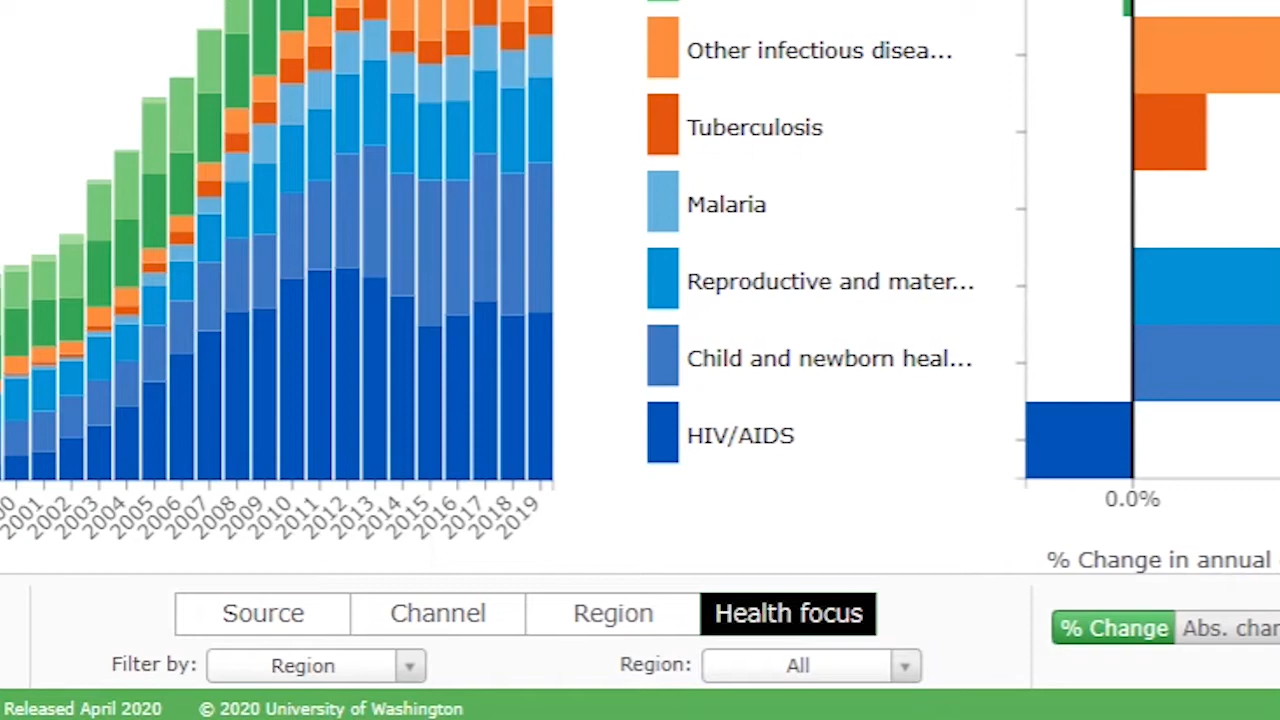 Other infectious disea...
Tuberculosis
Malaria
Reproductive and mater...
Child and newborn heal...
HIV/AIDS
2001
2002
2003
2004
2005
2006
2007
2008
2009
2010
2011
2012
2013
2014
2015
2016
2017
2018
2019
0.0%
% Change in annual
Source Channel Region Health focus
% Change Abs. chan
Filter by: Region Region: All
Released April 2020 © 2020 University of Washington